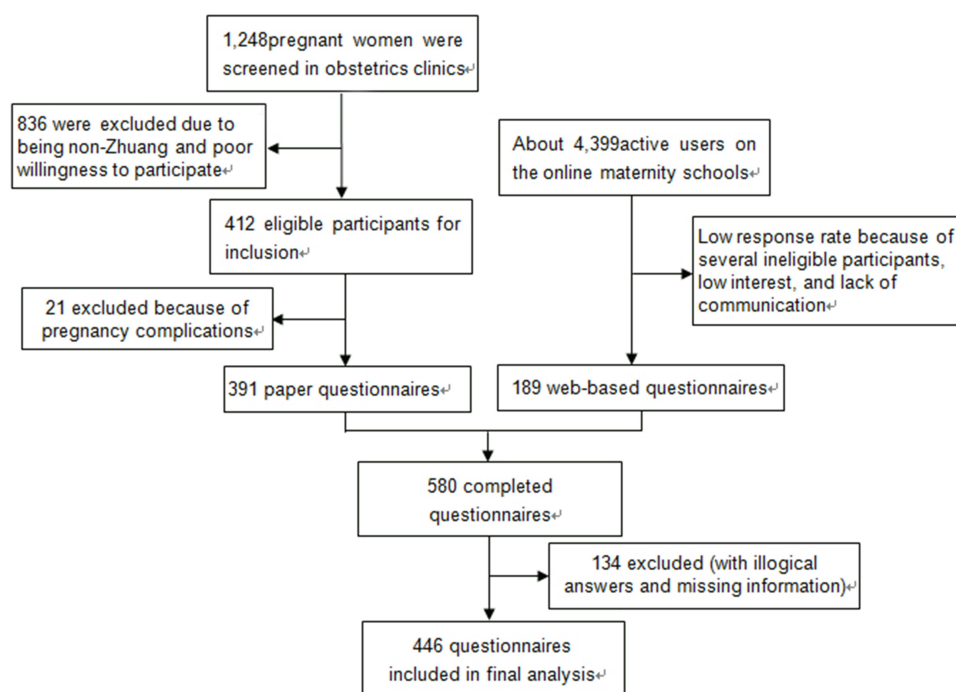 1,248pregnant women were
screened in obstetrics clinics↵
836 were excluded due to
being non-Zhuang and poor
willingness to participate↵
About 4,399active users on
the online maternity schools↵
412 eligible participants for
inclusion↵
Low response rate because of
several ineligible participants,
low interest, and lack of
communication↵
21 excluded because of
pregnancy complications↵
391 paper questionnaires↵
189 web-based questionnaires↵
580 completed
questionnaires↵
134 excluded (with illogical
answers and missing information)↵
446 questionnaires
included in final analysis↵